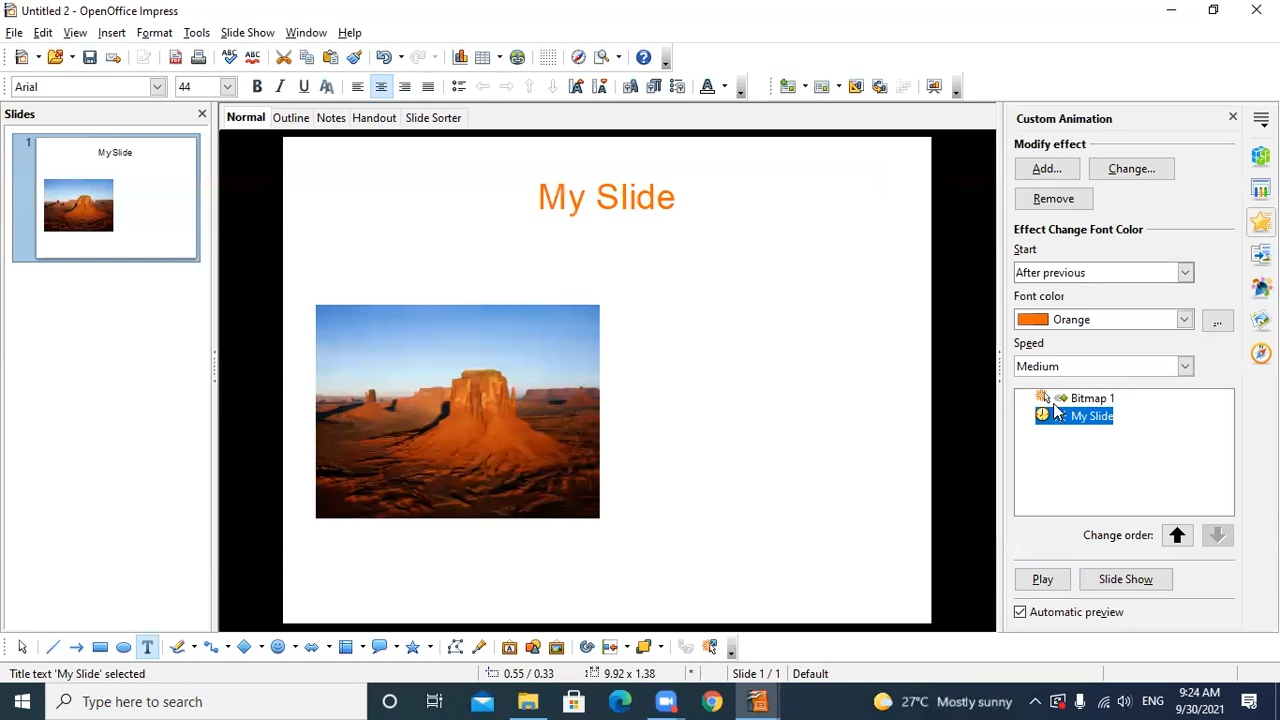 Untitled 2 - OpenOffice Impress
File Edit View Insert Format Tools Slide Show Window Help
Arial 44
Slides
Normal Outline Notes Handout Slide Sorter
1
My Slide
My Slide
Custom Animation
Modify effect
Add... Change...
Remove
Effect Change Font Color
Start
After previous
Font color
Orange ...
Speed
Medium
Bitmap 1
My Slide
Change order:
Play Slide Show
Automatic preview
Title text 'My Slide' selected 0.55 / 0.33 9.92 x 1.38 * Slide 1 / 1 Default
Type here to search 27°C Mostly sunny ENG 9:24 AM
9/30/2021